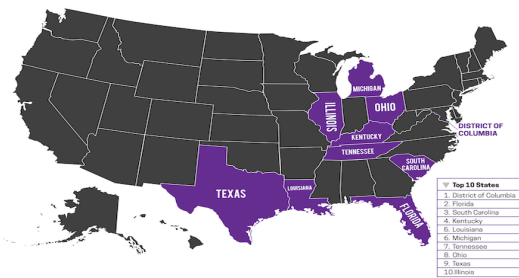 MICHIGAN
ILLINOIS
OHIO
DISTRICT OF
COLUMBIA
KENTUCKY
TENNESSEE
SOUTH
CAROLINA
TEXAS
LOUISIANA
FLORIDA
Top 10 States
1. District of Columbia
2. Florida
3. South Carolina
4. Kentucky
5. Louisiana
6. Michigan
7. Tennessee
8. Ohio
9. Texas
10.Illinois